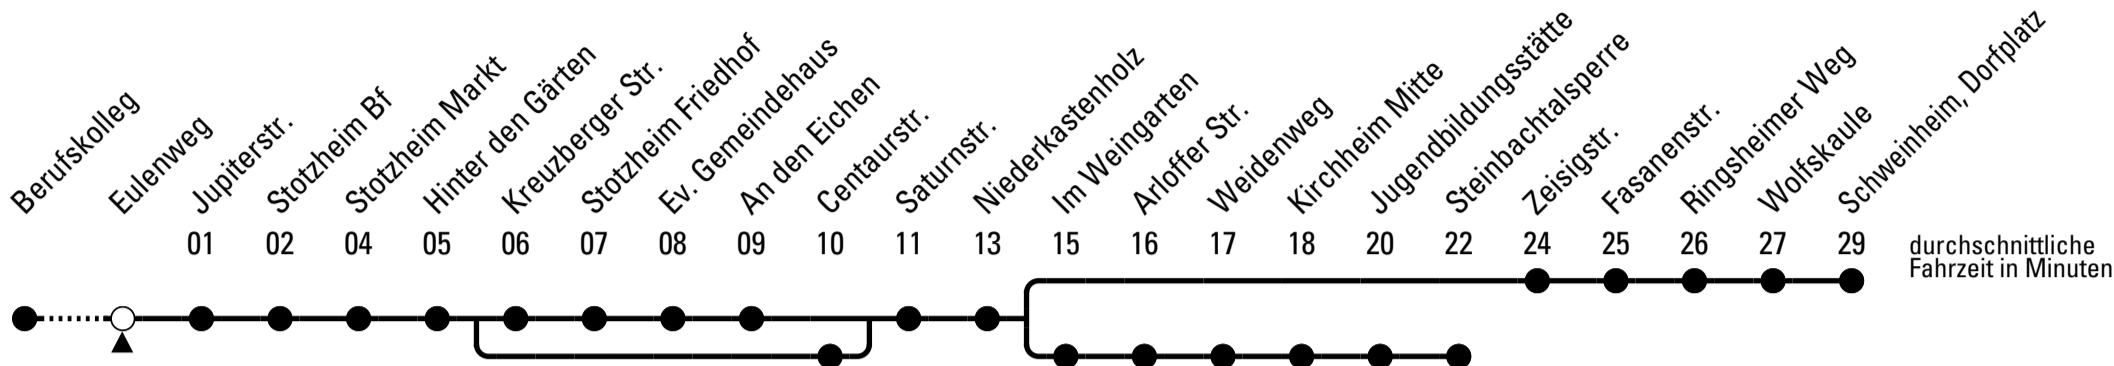 Berufskolleg
Eulenweg
Jupiterstr.
Stotzheim Bf
Stotzheim Markt
Hinter den Gärten
Kreuzberger Str.
Stotzheim Friedhof
Ev. Gemeindehaus
An den Eichen
Centaurstr.
Saturnstr.
Niederkastenholz
Im Weingarten
Arloffer Str.
Weidenweg
Kirchheim Mitte
Jugendbildungsstätte
Steinbachtalsperre
Zeisigstr.
Fasanenstr.
Ringsheimer Weg
Wolfskaule
Schweinheim, Dorfplatz
01 02 04 05 06 07 08 09 10 11 13 15 16 17 18 20 22 24 25 26 27 29
durchschnittliche
Fahrzeit in Minuten